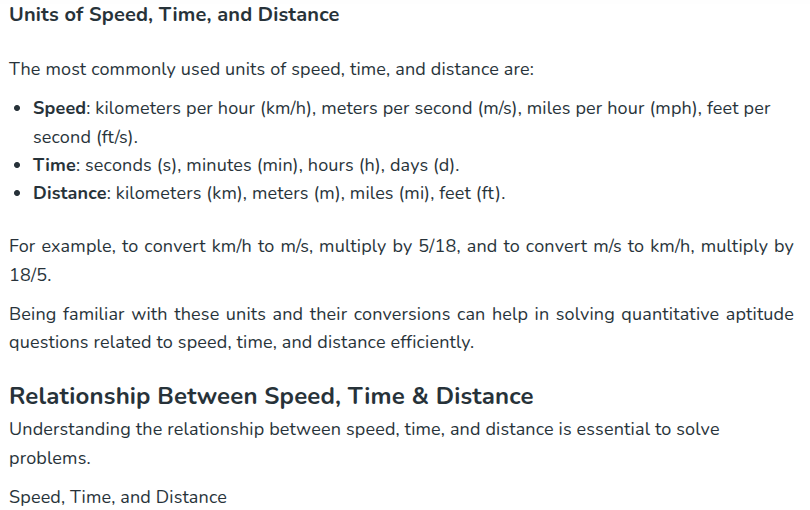 Units of Speed, Time, and Distance
The most commonly used units of speed, time, and distance are:
• Speed: kilometers per hour (km/h), meters per second (m/s), miles per hour (mph), feet per
second (ft/s).
• Time: seconds (s), minutes (min), hours (h), days (d).
• Distance: kilometers (km), meters (m), miles (mi), feet (ft).
For example, to convert km/h to m/s, multiply by 5/18, and to convert m/s to km/h, multiply by
18/5.
Being familiar with these units and their conversions can help in solving quantitative aptitude
questions related to speed, time, and distance efficiently.
Relationship Between Speed, Time & Distance
Understanding the relationship between speed, time, and distance is essential to solve
problems.
Speed, Time, and Distance